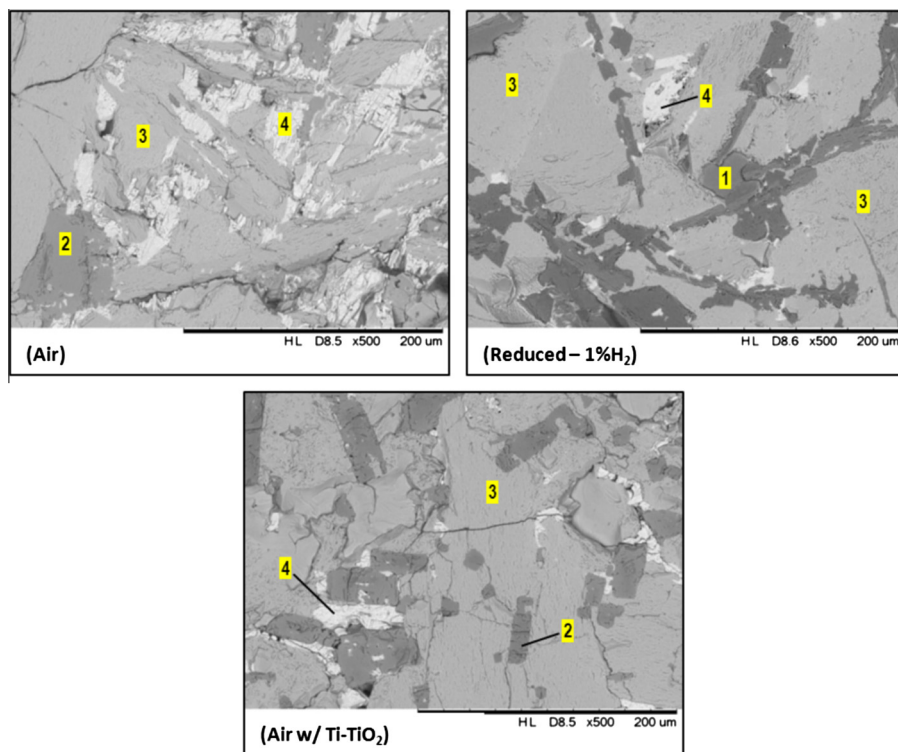 3
4
2
HL D8.5 x500 200 um
(Air)
3
4
1
3
HL D8.6 x500 200 um
(Reduced – 1%H₂)
3
4
2
HL D8.5 x500 200 um
(Air w/ Ti-TiO₂)